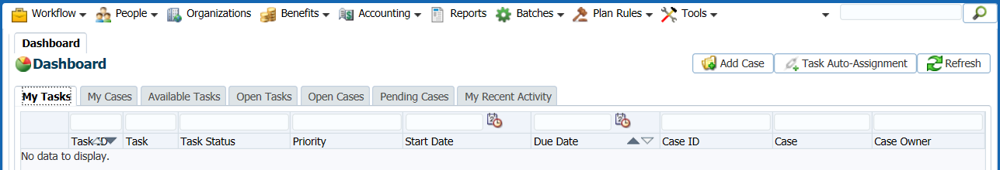 Workflow People Organizations Benefits Accounting Reports Batches Plan Rules Tools
Dashboard
Dashboard
Add Case Task Auto-Assignment Refresh
My Tasks My Cases Available Tasks Open Tasks Open Cases Pending Cases My Recent Activity
Task ID Task Task Status Priority Start Date Due Date Case ID Case Case Owner
No data to display.